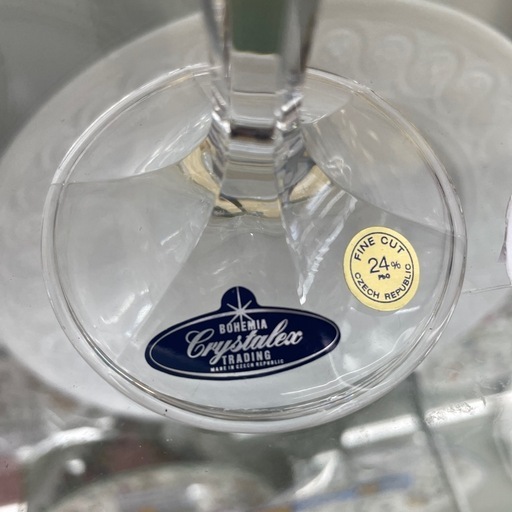 FINE CUT
24%
PbO
CZECH REPUBLIC
BOHEMIA
Crystalex
TRADING
MADE IN CZECH REPUBLIC